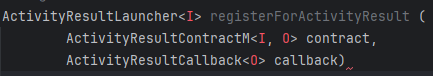 ActivityResultLauncher<I> registerForActivityResult (
ActivityResultContractM<I, O> contract,
ActivityResultCallback<O> callback)